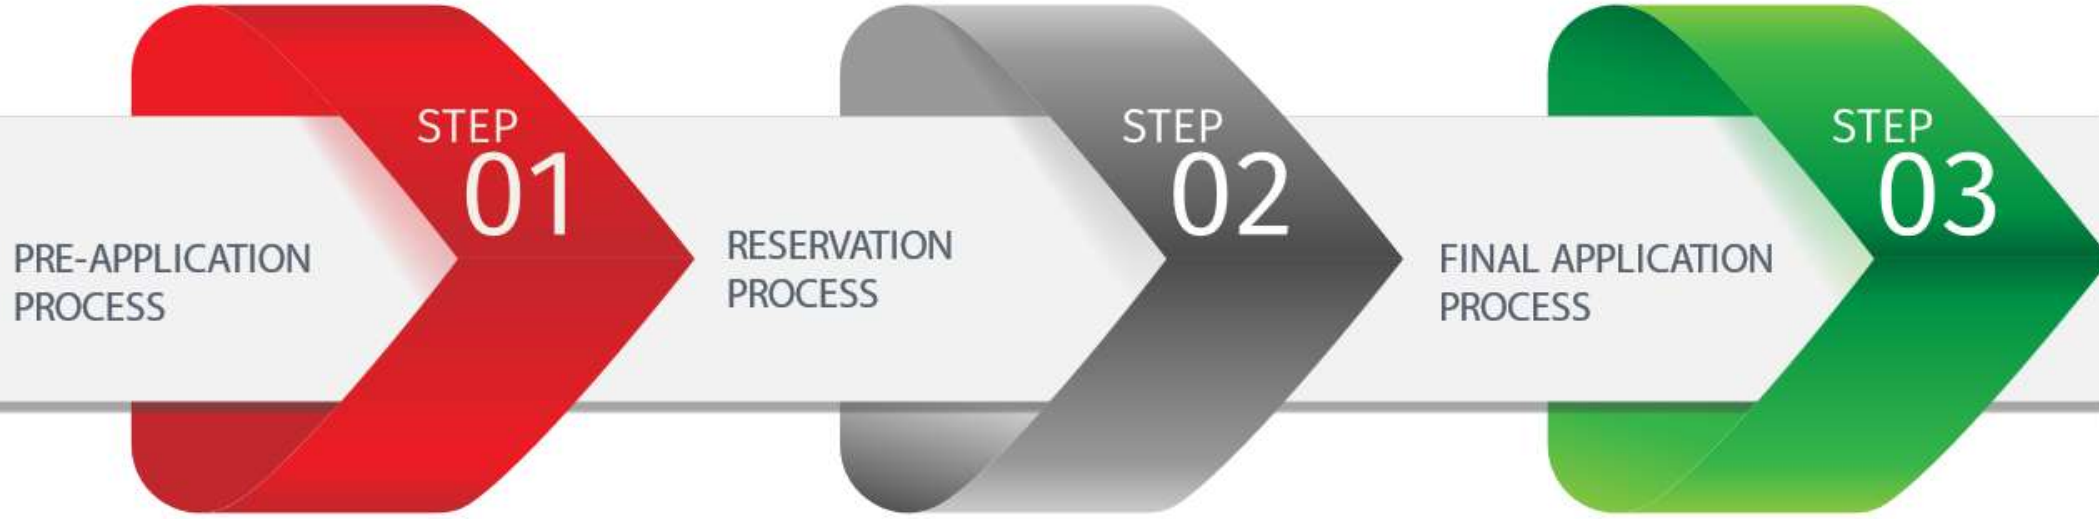 PRE-APPLICATION
PROCESS
STEP
01
RESERVATION
PROCESS
STEP
02
FINAL APPLICATION
PROCESS
STEP
03